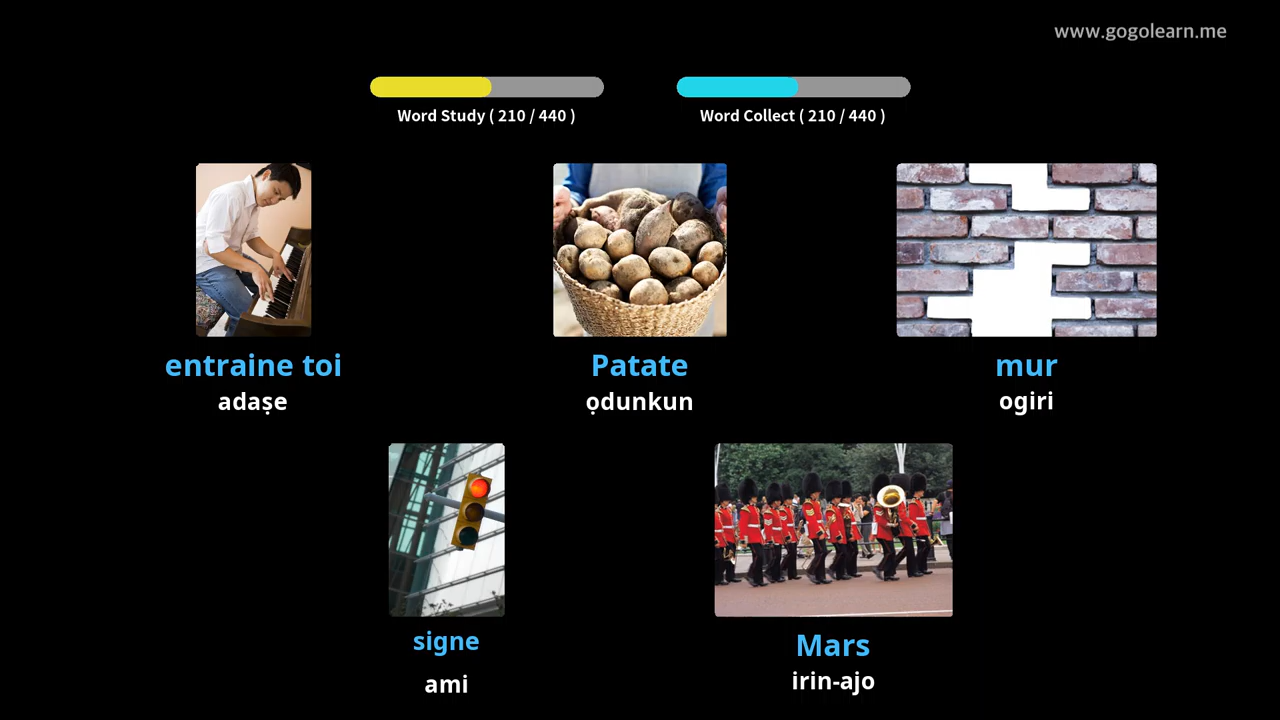 www.gogolearn.me
Word Study ( 210 / 440 )
Word Collect ( 210 / 440 )
entraine toi
adaṣe
Patate
ọdunkun
mur
ogiri
signe
ami
Mars
irin-ajo